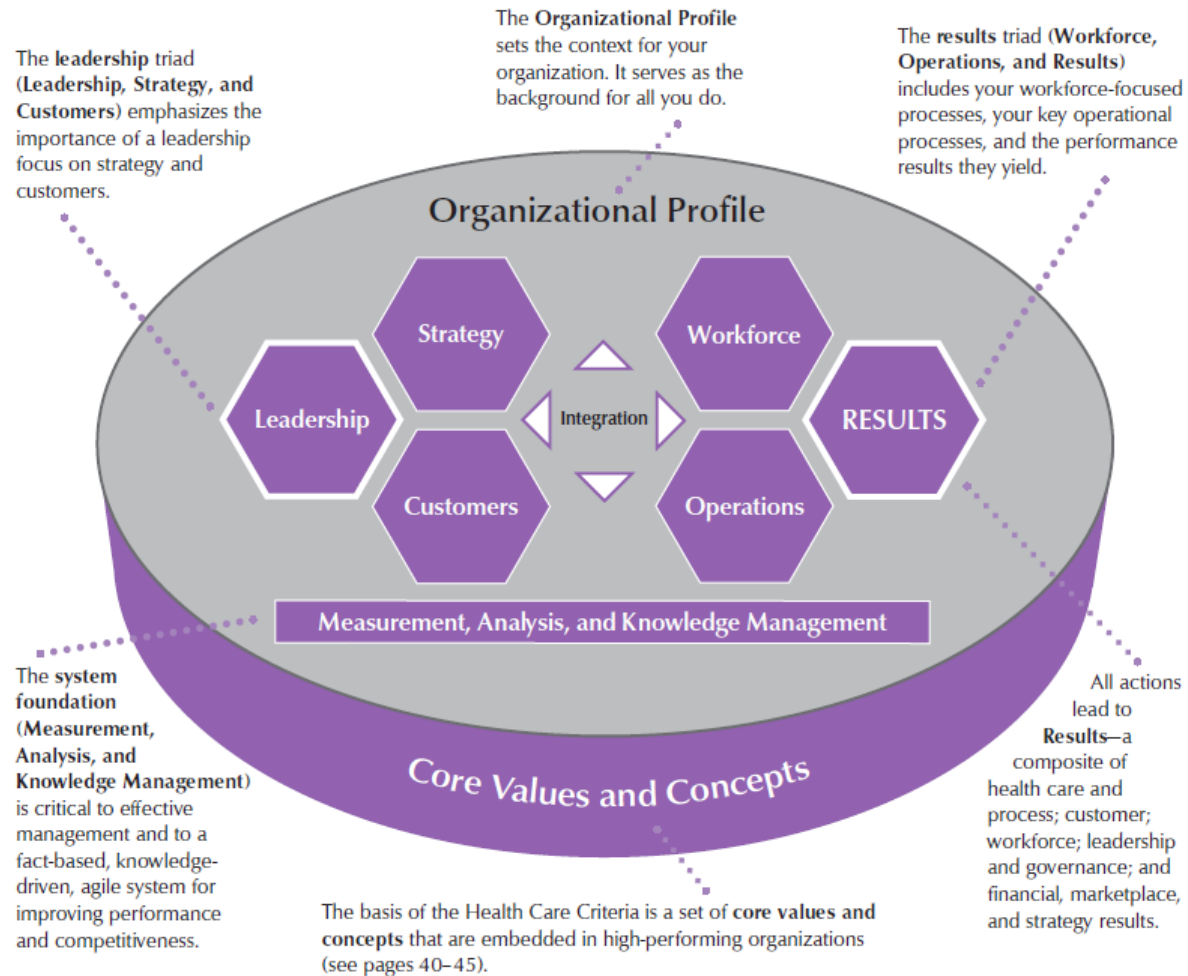 The Organizational Profile
sets the context for your
organization. It serves as the
background for all you do.
The leadership triad
(Leadership, Strategy, and
Customers) emphasizes the
importance of a leadership
focus on strategy and
customers.
The results triad (Workforce,
Operations, and Results)
includes your workforce-focused
processes, your key operational
processes, and the performance
results they yield.
Organizational Profile
Strategy
Workforce
Leadership
Integration
RESULTS
Customers
Operations
Measurement, Analysis, and Knowledge Management
Core Values and Concepts
The system
foundation
(Measurement,
Analysis, and
Knowledge Management)
is critical to effective
management and to a
fact-based, knowledge-
driven, agile system for
improving performance
and competitiveness.
All actions
lead to
Results—a
composite of
health care and
process; customer;
workforce; leadership
and governance; and
financial, marketplace,
and strategy results.
The basis of the Health Care Criteria is a set of core values and
concepts that are embedded in high-performing organizations
(see pages 40–45).